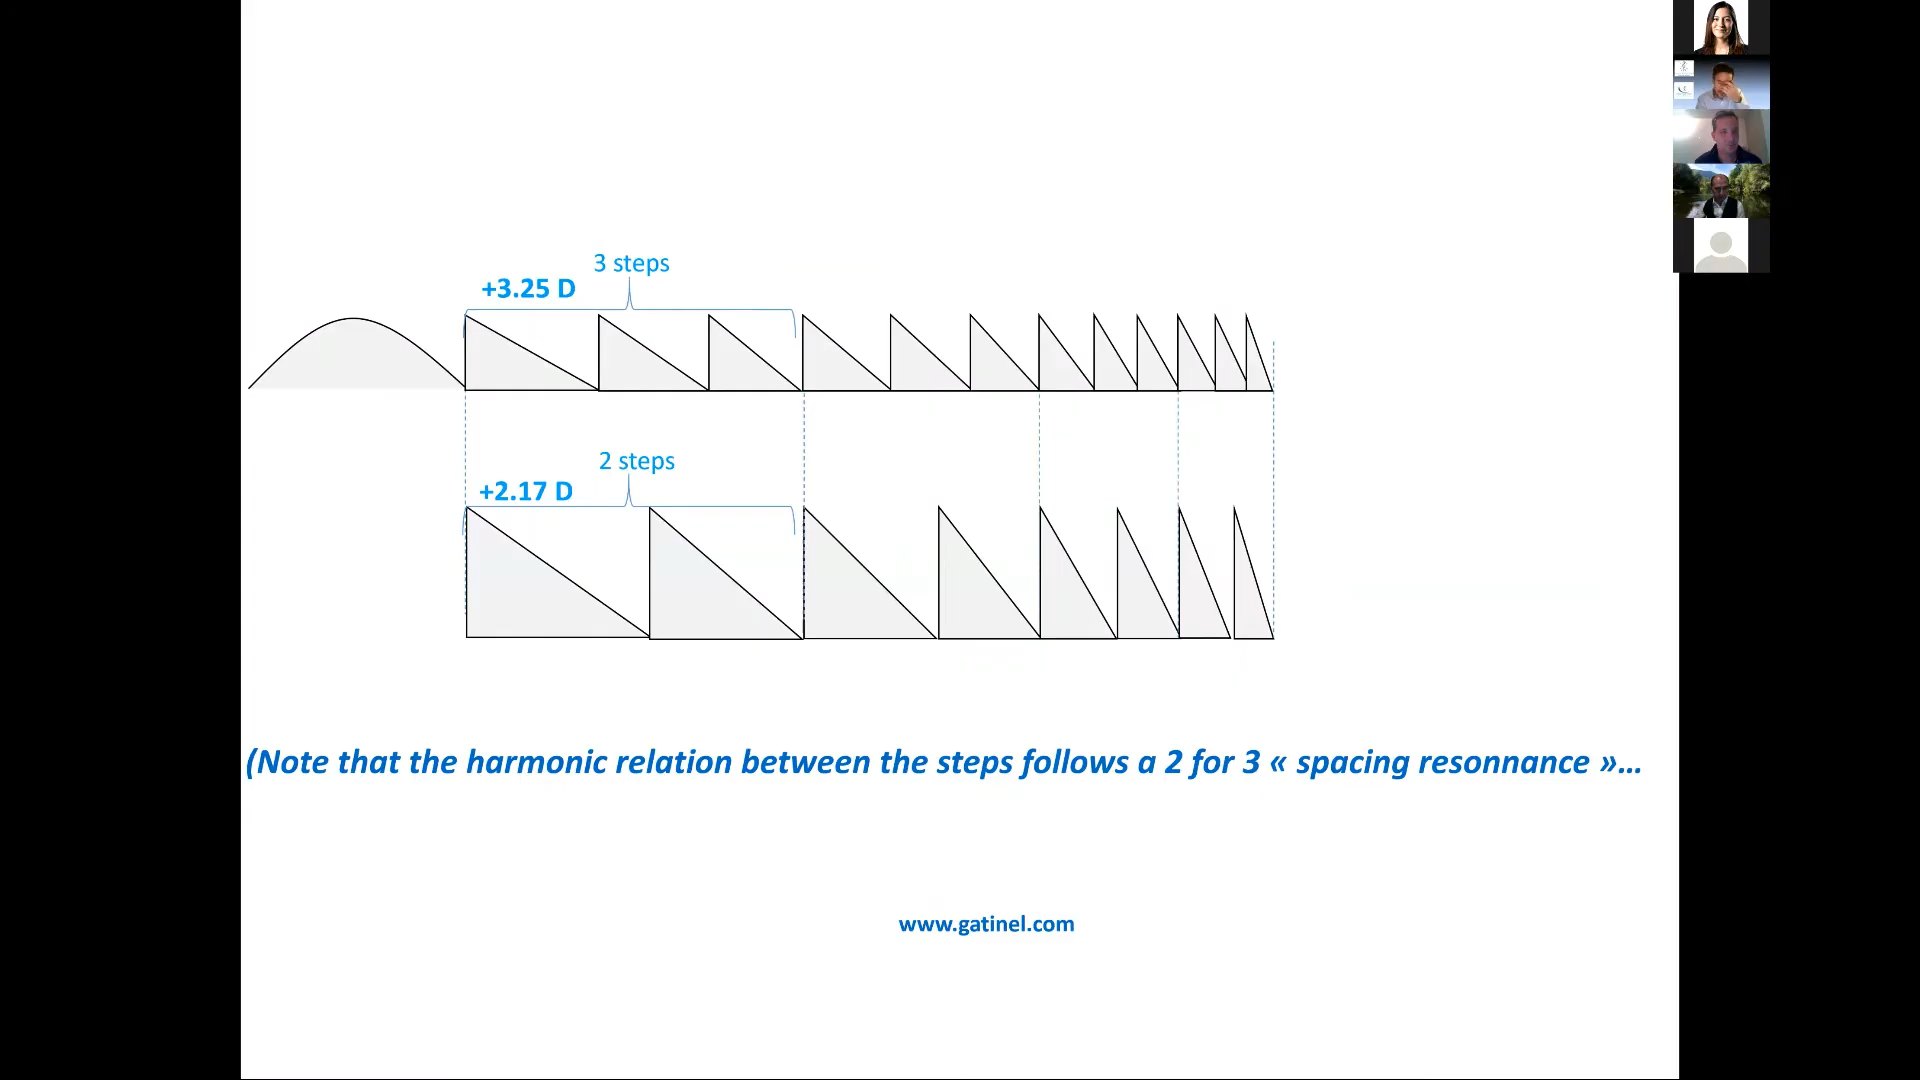 3 steps
+3.25 D
2 steps
+2.17 D
(Note that the harmonic relation between the steps follows a 2 for 3 « spacing resonnance »...
www.gatinel.com